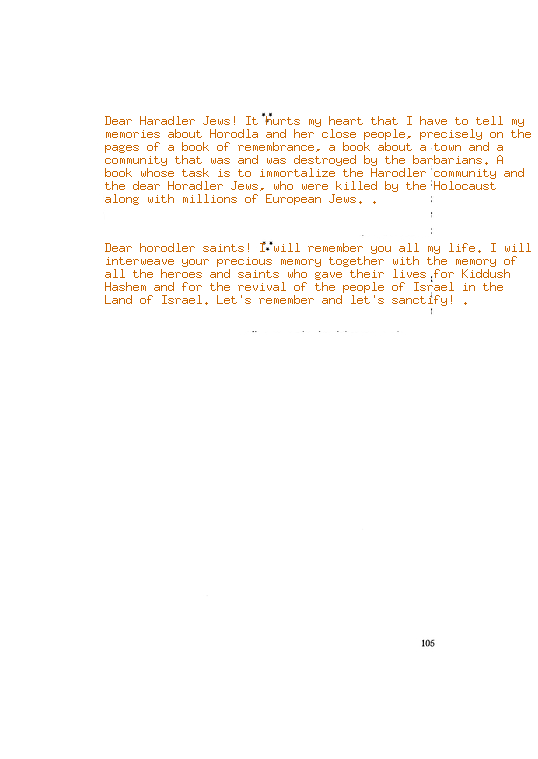 Dear Haradler Jews! It hurts my heart that I have to tell my
memories about Horodla and her close people, precisely on the
pages of a book of remembrance, a book about a town and a
community that was and was destroyed by the barbarians. A
book whose task is to immortalize the Harodler community and
the dear Horadler Jews, who were killed by the Holocaust
along with millions of European Jews. .
Dear horodler saints! I will remember you all my life. I will
interweave your precious memory together with the memory of
all the heroes and saints who gave their lives for Kiddush
Hashem and for the revival of the people of Israel in the
Land of Israel. Let's remember and let's sanctify! .
105